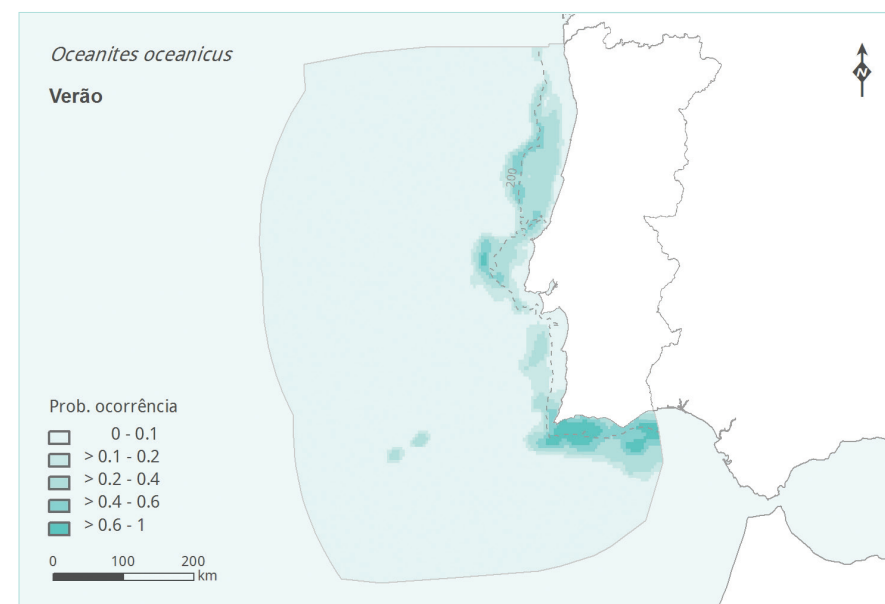 Oceanites oceanicus
Verão
N
200
Prob. ocorrência
0 - 0.1
> 0.1 - 0.2
> 0.2 - 0.4
> 0.4 - 0.6
> 0.6 - 1
0 100 200
km